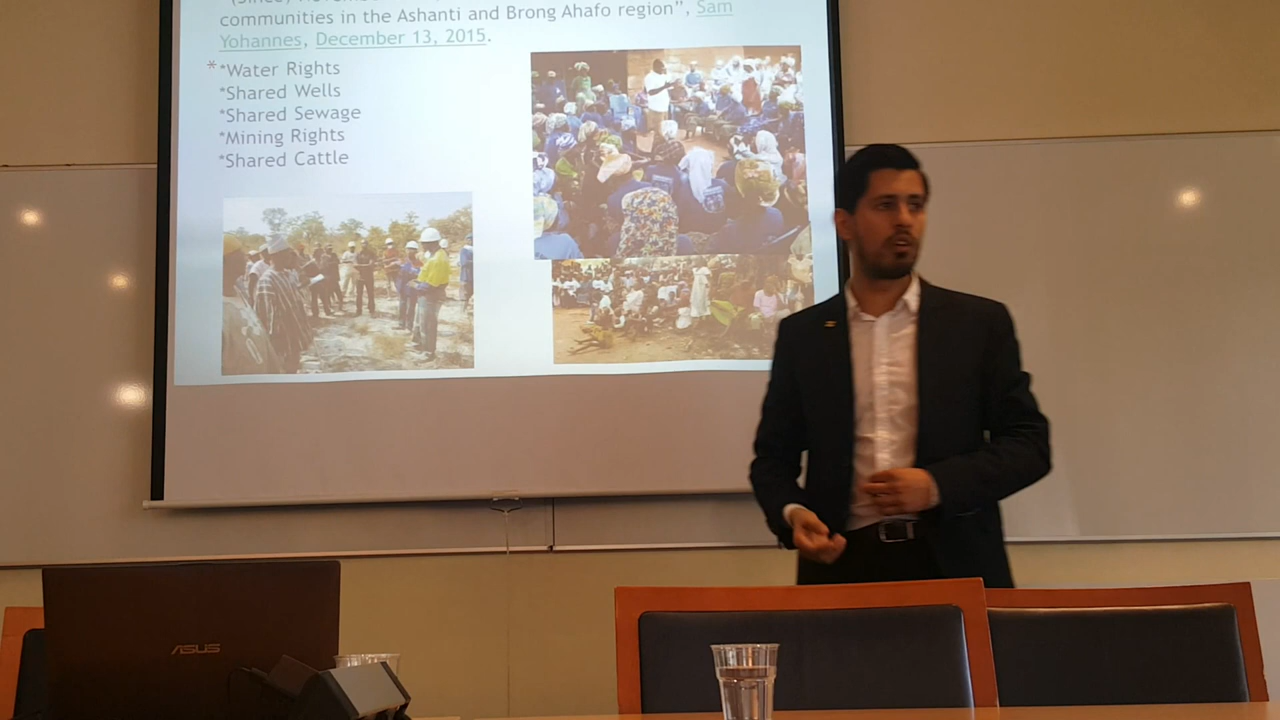 communities in the Ashanti and Brong Ahafo region”, Sam
Yohannes, December 13, 2015.
* *Water Rights
*Shared Wells
*Shared Sewage
*Mining Rights
*Shared Cattle
ASUS